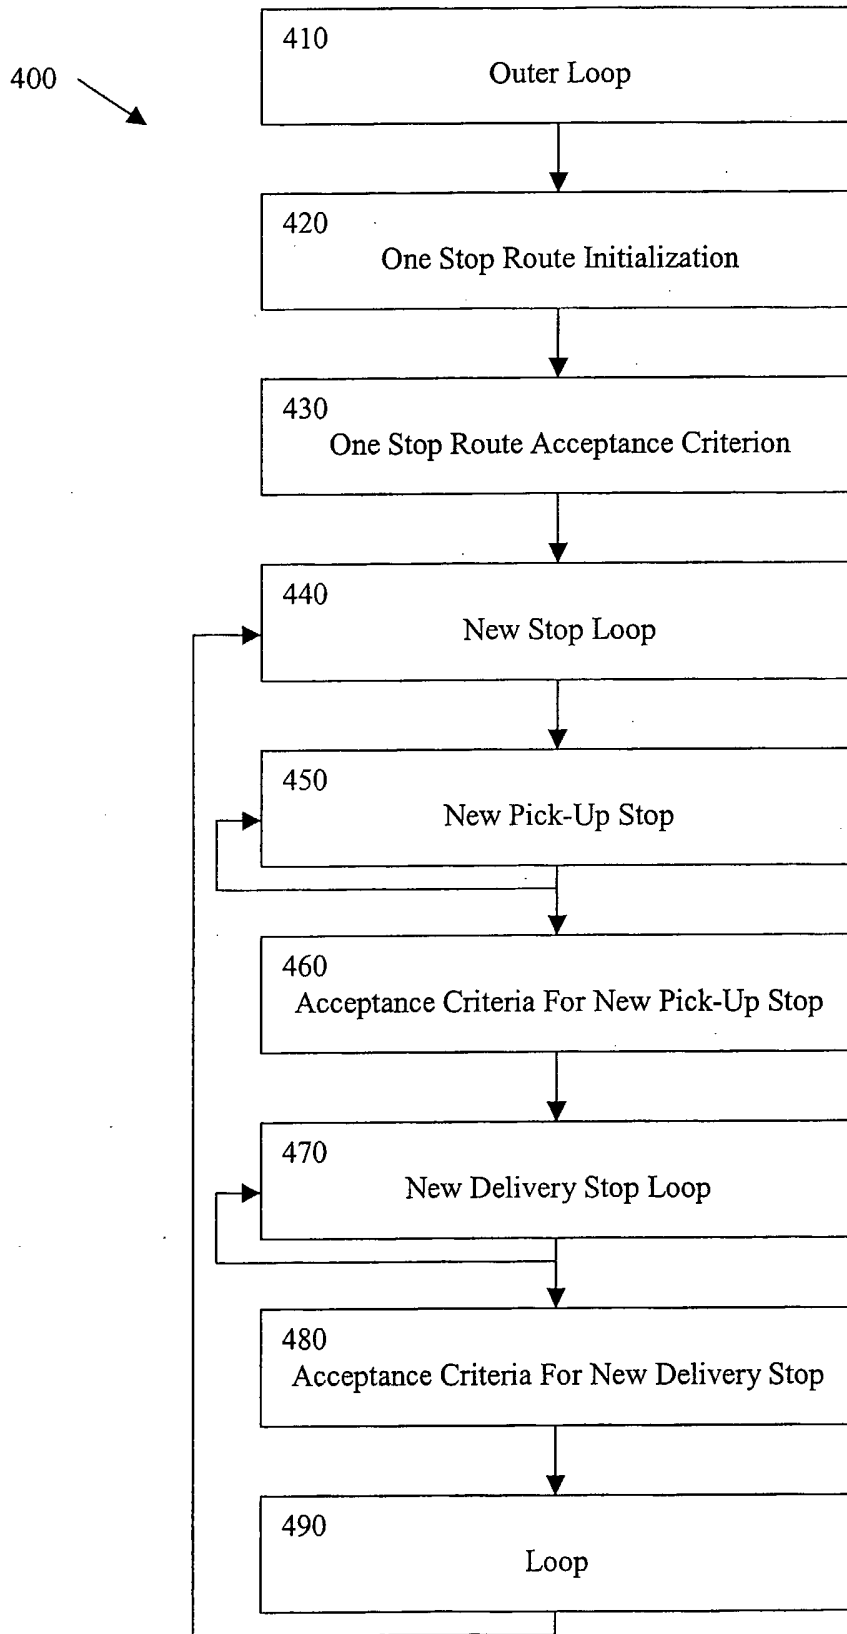 410
Outer Loop
400
420
One Stop Route Initialization
430
One Stop Route Acceptance Criterion
440
New Stop Loop
450
New Pick-Up Stop
460
Acceptance Criteria For New Pick-Up Stop
470
New Delivery Stop Loop
480
Acceptance Criteria For New Delivery Stop
490
Loop